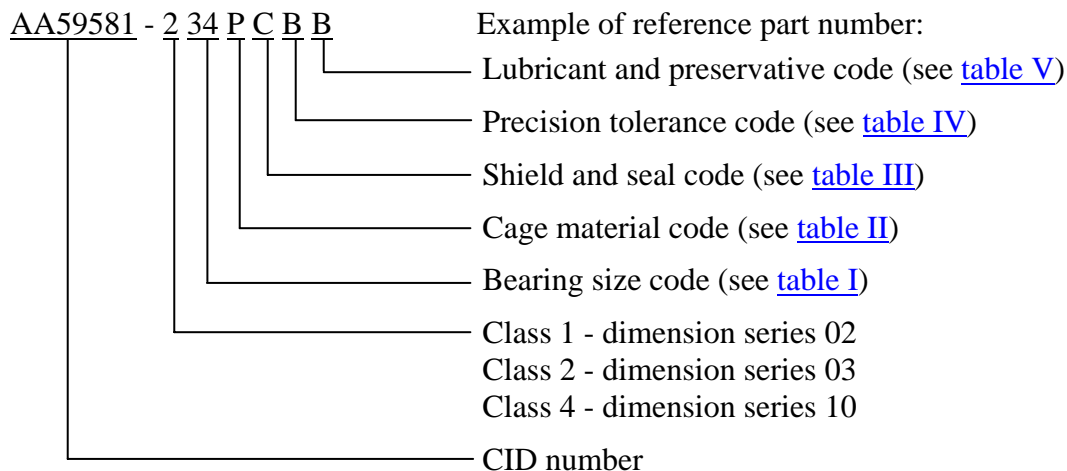 AA59581 - 2 34 P C B B Example of reference part number:
Lubricant and preservative code (see table V)
Precision tolerance code (see table IV)
Shield and seal code (see table III)
Cage material code (see table II)
Bearing size code (see table I)
Class 1 - dimension series 02
Class 2 - dimension series 03
Class 4 - dimension series 10
CID number